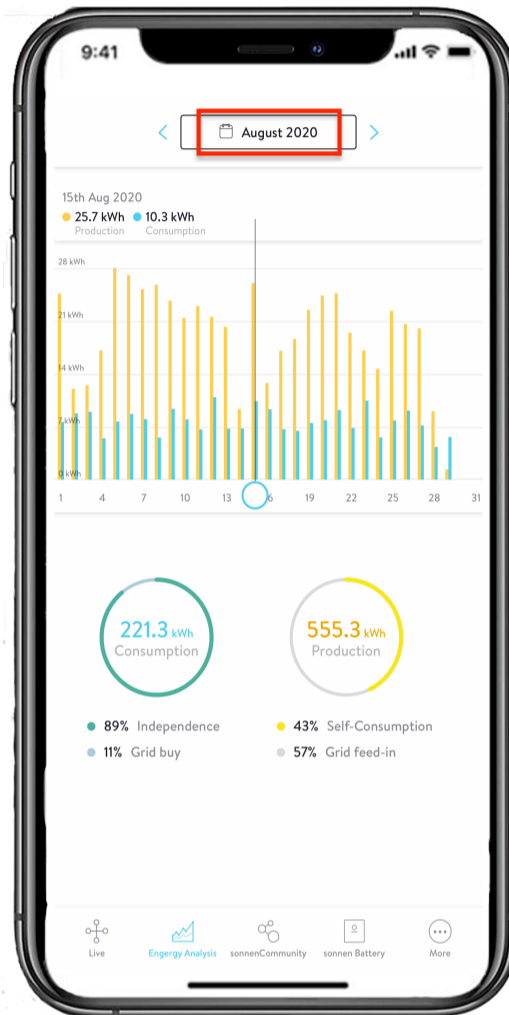 9:41
August 2020
15th Aug 2020
25.7 kWh 10.3 kWh
Production Consumption
28 kWh
21 kWh
14 kWh
7 kWh
0 kWh
1 4 7 10 13 6 19 22 25 28 31
221.3 kWh 555.3 kWh
Consumption Production
89% Independence 43% Self-Consumption
11% Grid buy 57% Grid feed-in
Live Engergy Analysis sonnenCommunity sonnen Battery More